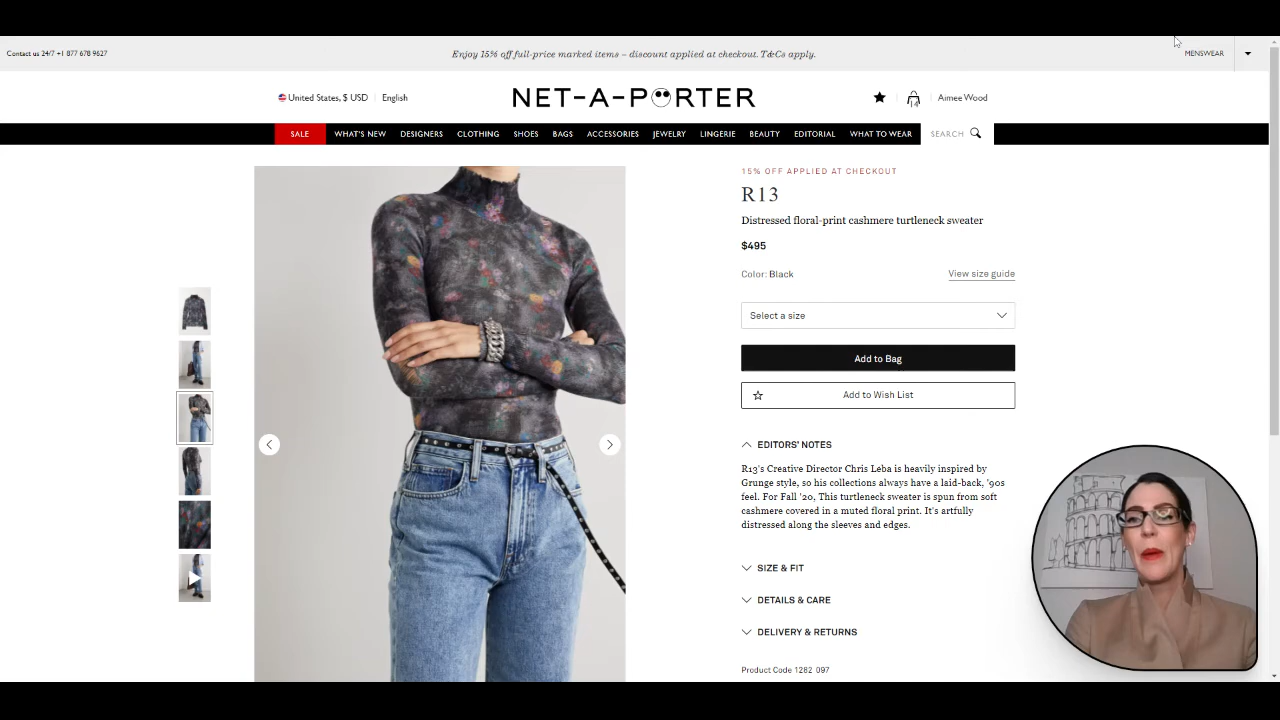 Contact us 24/7 +1 877 678 9627
Enjoy 15% off full-price marked items – discount applied at checkout. T&Cs apply.
MENSWEAR
United States, $ USD
English
NET-A-PORTER
14
Aimee Wood
SALE
WHAT'S NEW
DESIGNERS
CLOTHING
SHOES
BAGS
ACCESSORIES
JEWELRY
LINGERIE
BEAUTY
EDITORIAL
WHAT TO WEAR
SEARCH
15% OFF APPLIED AT CHECKOUT
R13
Distressed floral-print cashmere turtleneck sweater
$495
Color: Black
View size guide
Select a size
Add to Bag
Add to Wish List
EDITORS' NOTES
R13's Creative Director Chris Leba is heavily inspired by
Grunge style, so his collections always have a laid-back, '90s
feel. For Fall '20, This turtleneck sweater is spun from soft
cashmere covered in a muted floral print. It's artfully
distressed along the sleeves and edges.
SIZE & FIT
DETAILS & CARE
DELIVERY & RETURNS
Product Code 1282 097